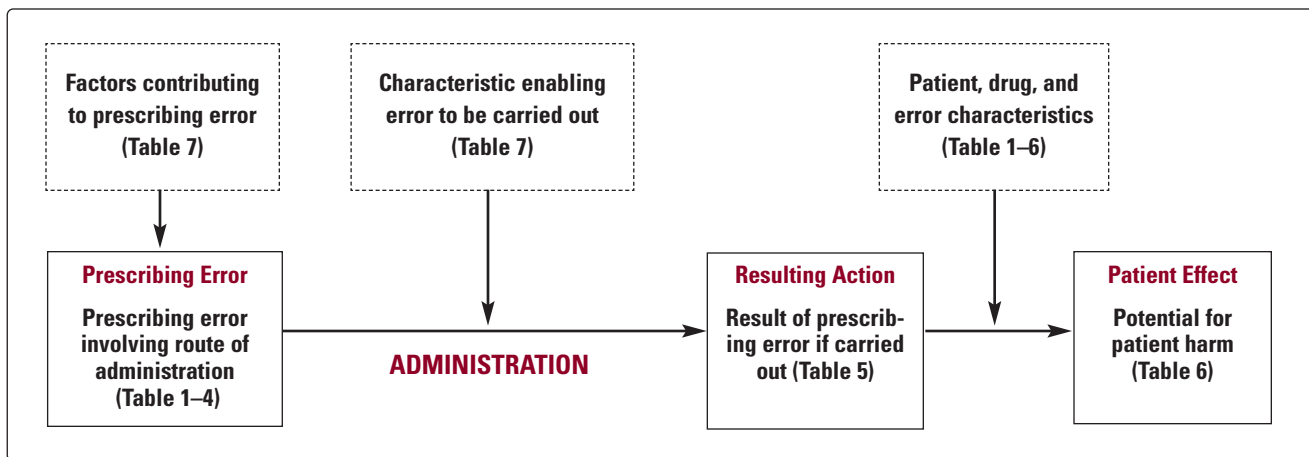 Factors contributing
to prescribing error
(Table 7)
Characteristic enabling
error to be carried out
(Table 7)
Patient, drug, and
error characteristics
(Table 1–6)
Prescribing Error
Prescribing error
involving route of
administration
(Table 1–4)
ADMINISTRATION
Resulting Action
Result of prescrib-
ing error if carried
out (Table 5)
Patient Effect
Potential for
patient harm
(Table 6)